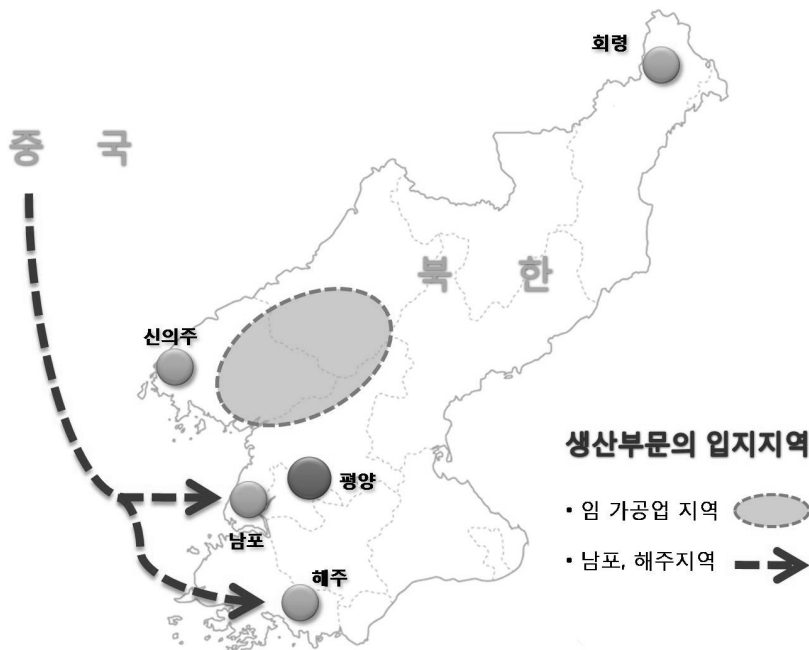 회령
중 국
북 한
신의주
평양
남포
해주
생산부문의 입지지역
• 임 가공업 지역
• 남포, 해주지역